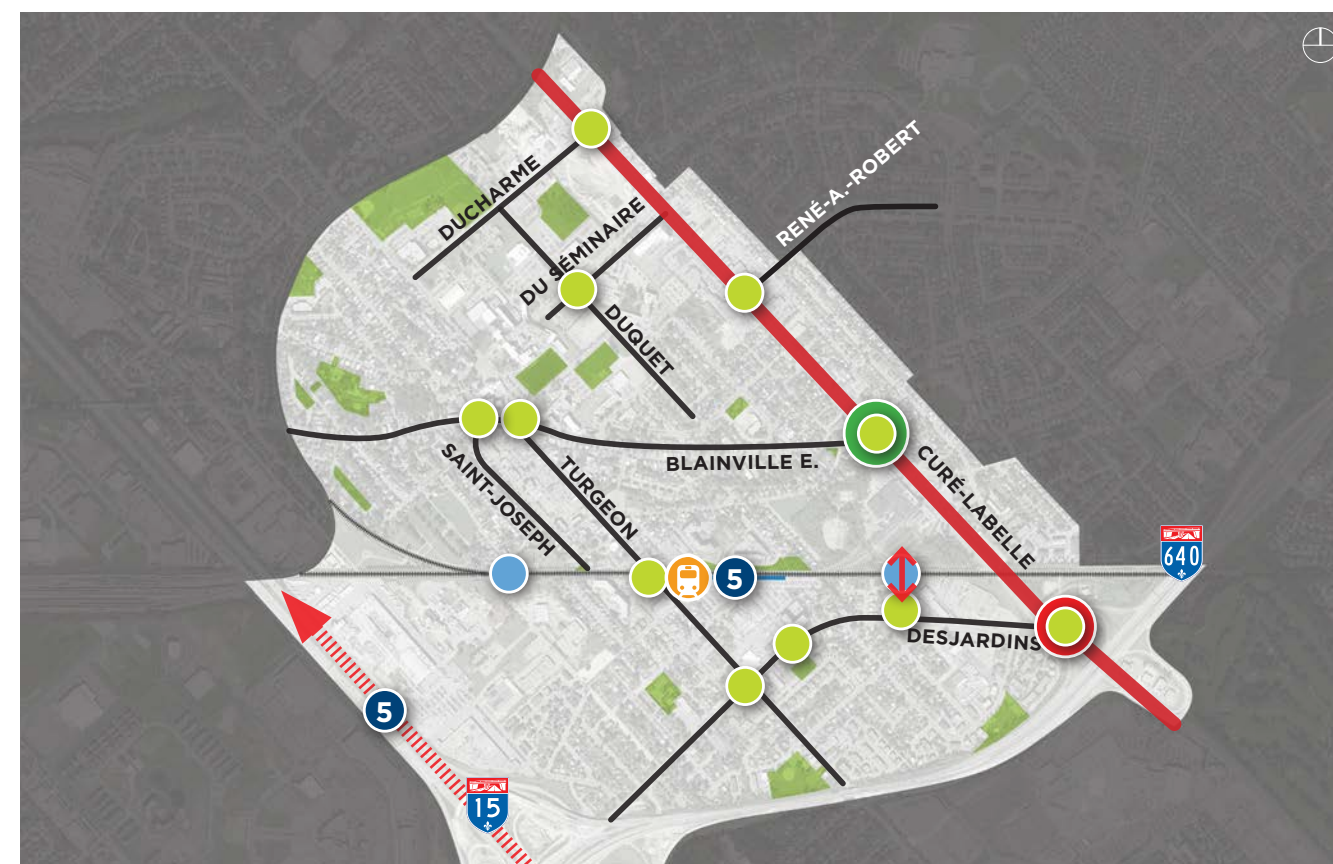 RENÉ-A.-ROBERT
DUCHARME
DU SÉMINAIRE
DUQUET
BLAINVILLE E.
CURÉ-LABELLE
SAINT-JOSEPH
TURGEON
640
5
DESJARDINS
5
15